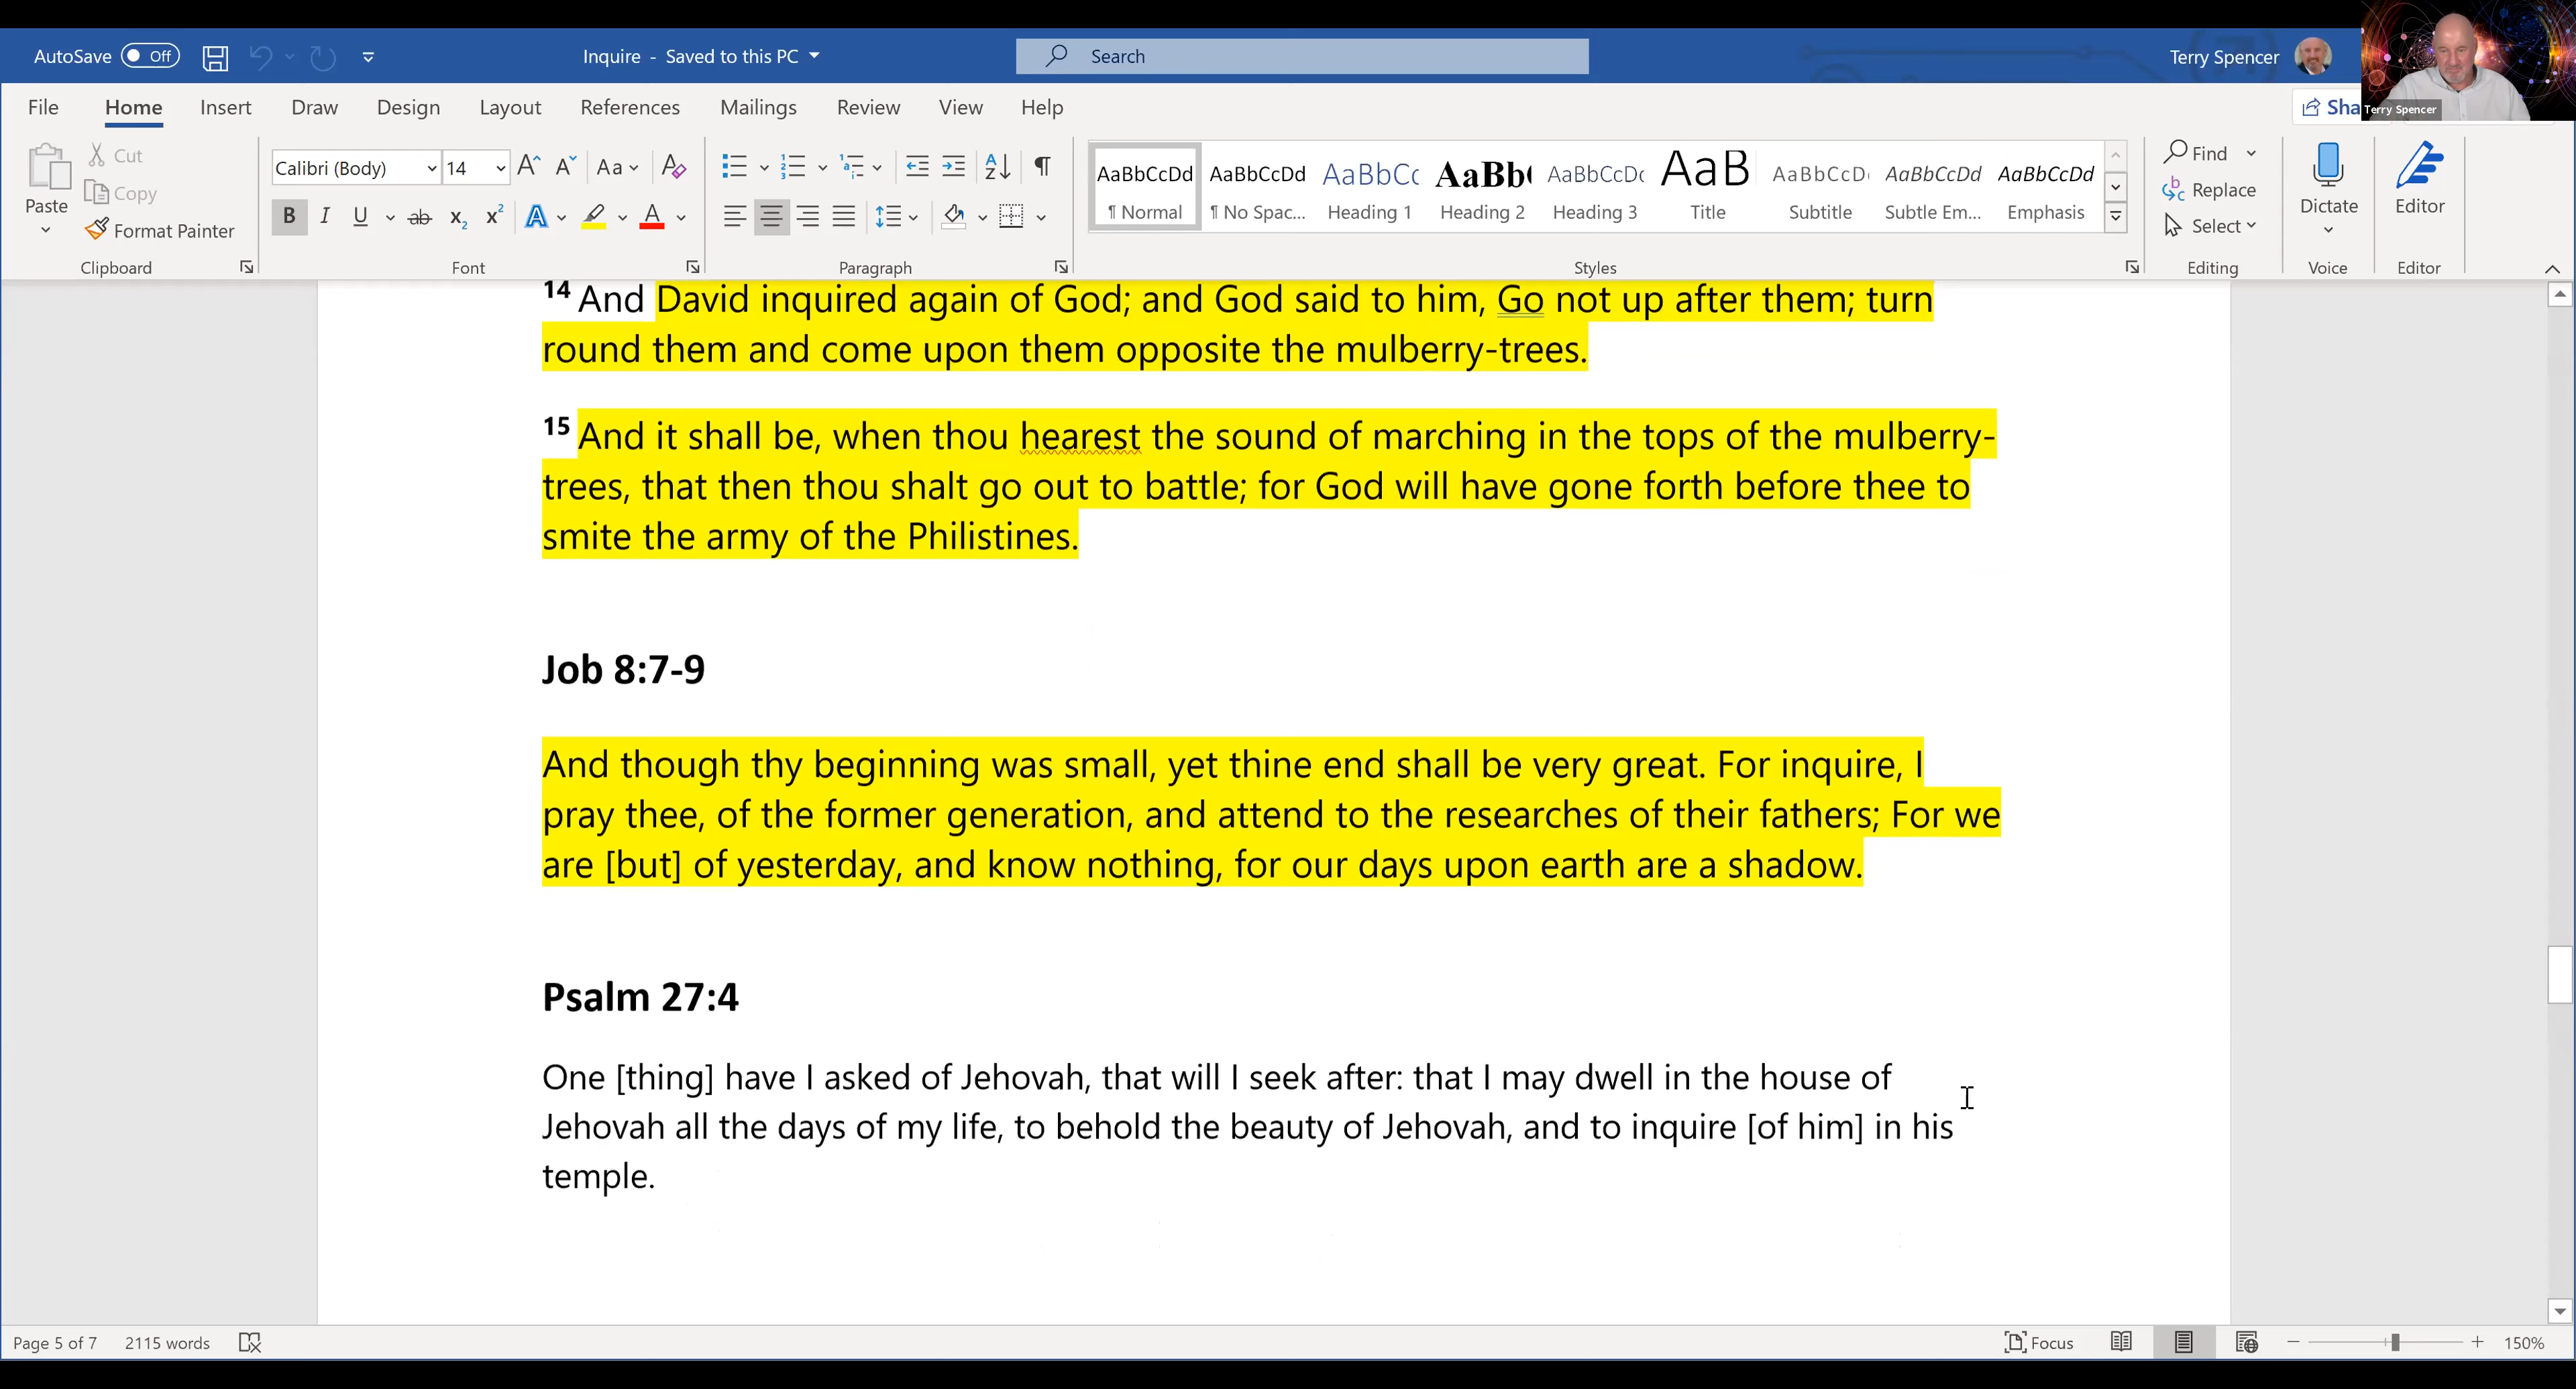 AutoSave Off
Inquire - Saved to this PC
Search
Terry Spencer
File Home Insert Draw Design Layout References Mailings Review View Help
Sha
Terry Spencer
Paste
Cut
Copy
Format Painter
Clipboard
Calibri (Body) 14
Aa
B I U ab x2 x2 A A
Font
Paragraph
AaBbCcDd AaBbCcDd AaBbCc AaBb AaBbCcDd AaB AaBbCcD AaBbCcDd AaBbCcDd
¶ Normal ¶ No Spac... Heading 1 Heading 2 Heading 3 Title Subtitle Subtle Em... Emphasis
Styles
Find
Replace
Select
Editing
Dictate
Voice
Editor
Editor
14 And David inquired again of God; and God said to him, Go not up after them; turn
round them and come upon them opposite the mulberry-trees.
15 And it shall be, when thou hearest the sound of marching in the tops of the mulberry-
trees, that then thou shalt go out to battle; for God will have gone forth before thee to
smite the army of the Philistines.
Job 8:7-9
And though thy beginning was small, yet thine end shall be very great. For inquire, I
pray thee, of the former generation, and attend to the researches of their fathers; For we
are [but] of yesterday, and know nothing, for our days upon earth are a shadow.
Psalm 27:4
One [thing] have I asked of Jehovah, that will I seek after: that I may dwell in the house of
Jehovah all the days of my life, to behold the beauty of Jehovah, and to inquire [of him] in his
temple.
Page 5 of 7 2115 words
Focus
150%